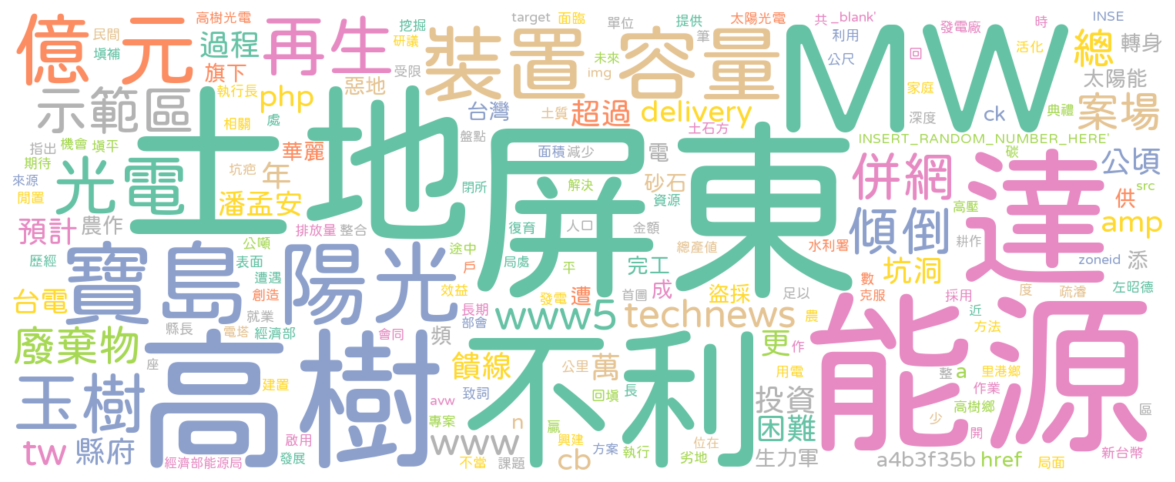 億元 再生 裝置容量 MW 總 轉身
高樹光電 挖掘 target 面臨 單位 提供 太陽光電 共 _blank' 發電廠 INSE
民間 填補 過程 研議 未來 筆 利用 時 活化
旗下 執行長 惡地 受限 img 公尺 回 家庭 太陽能
示範區 php 台灣 土質 超過 delivery 深度 ck 典禮 案場
相關 處 盤點 土石方 INSERT_RANDOM_NUMBER_HERE
土地 屏東 達
指出 機會 填平 華麗 面積 減少 電 碳 公頃
期待 光電 年 閒所 解決 砂石 併網 src
來源 坑疤 資源 供
閒置 潘孟安 復育 人口 金額 高壓 amp
預計 農作 排放量 整合 水利署 傾倒 耕作
公噸 途中 局處 平 總產值 zoneid 添
歷經 表面 寶島陽光 戶 完工 坑洞
遭遇 效益 發電 首圖 遭 成 盜採 足以 數 度 左昭德
台電 創造 長期 克服 採用 疏濬
就業 部會 www5 technews 農 近
縣長 電塔 經濟部 會同 頻 方法
廢棄物 高樹 不利 更 作 能源
座 饋線 公里 萬 用電 整 a 里港鄉
玉樹 建置 致詞 回填 長 投資 作業
avw 專案 n 贏 高樹鄉 區
啟用 www 興建 方案 位在 困難 少 開
tw 縣府 經濟部能源局 發展 不當 課題 cb 執行 劣地 生力軍 a4b3f35b href 局面 新台幣